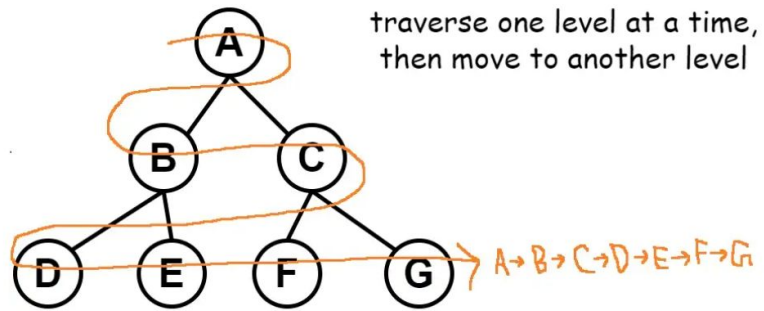 traverse one level at a time,
then move to another level
A
B C
D E F G
A→B→C→D→E→F→G